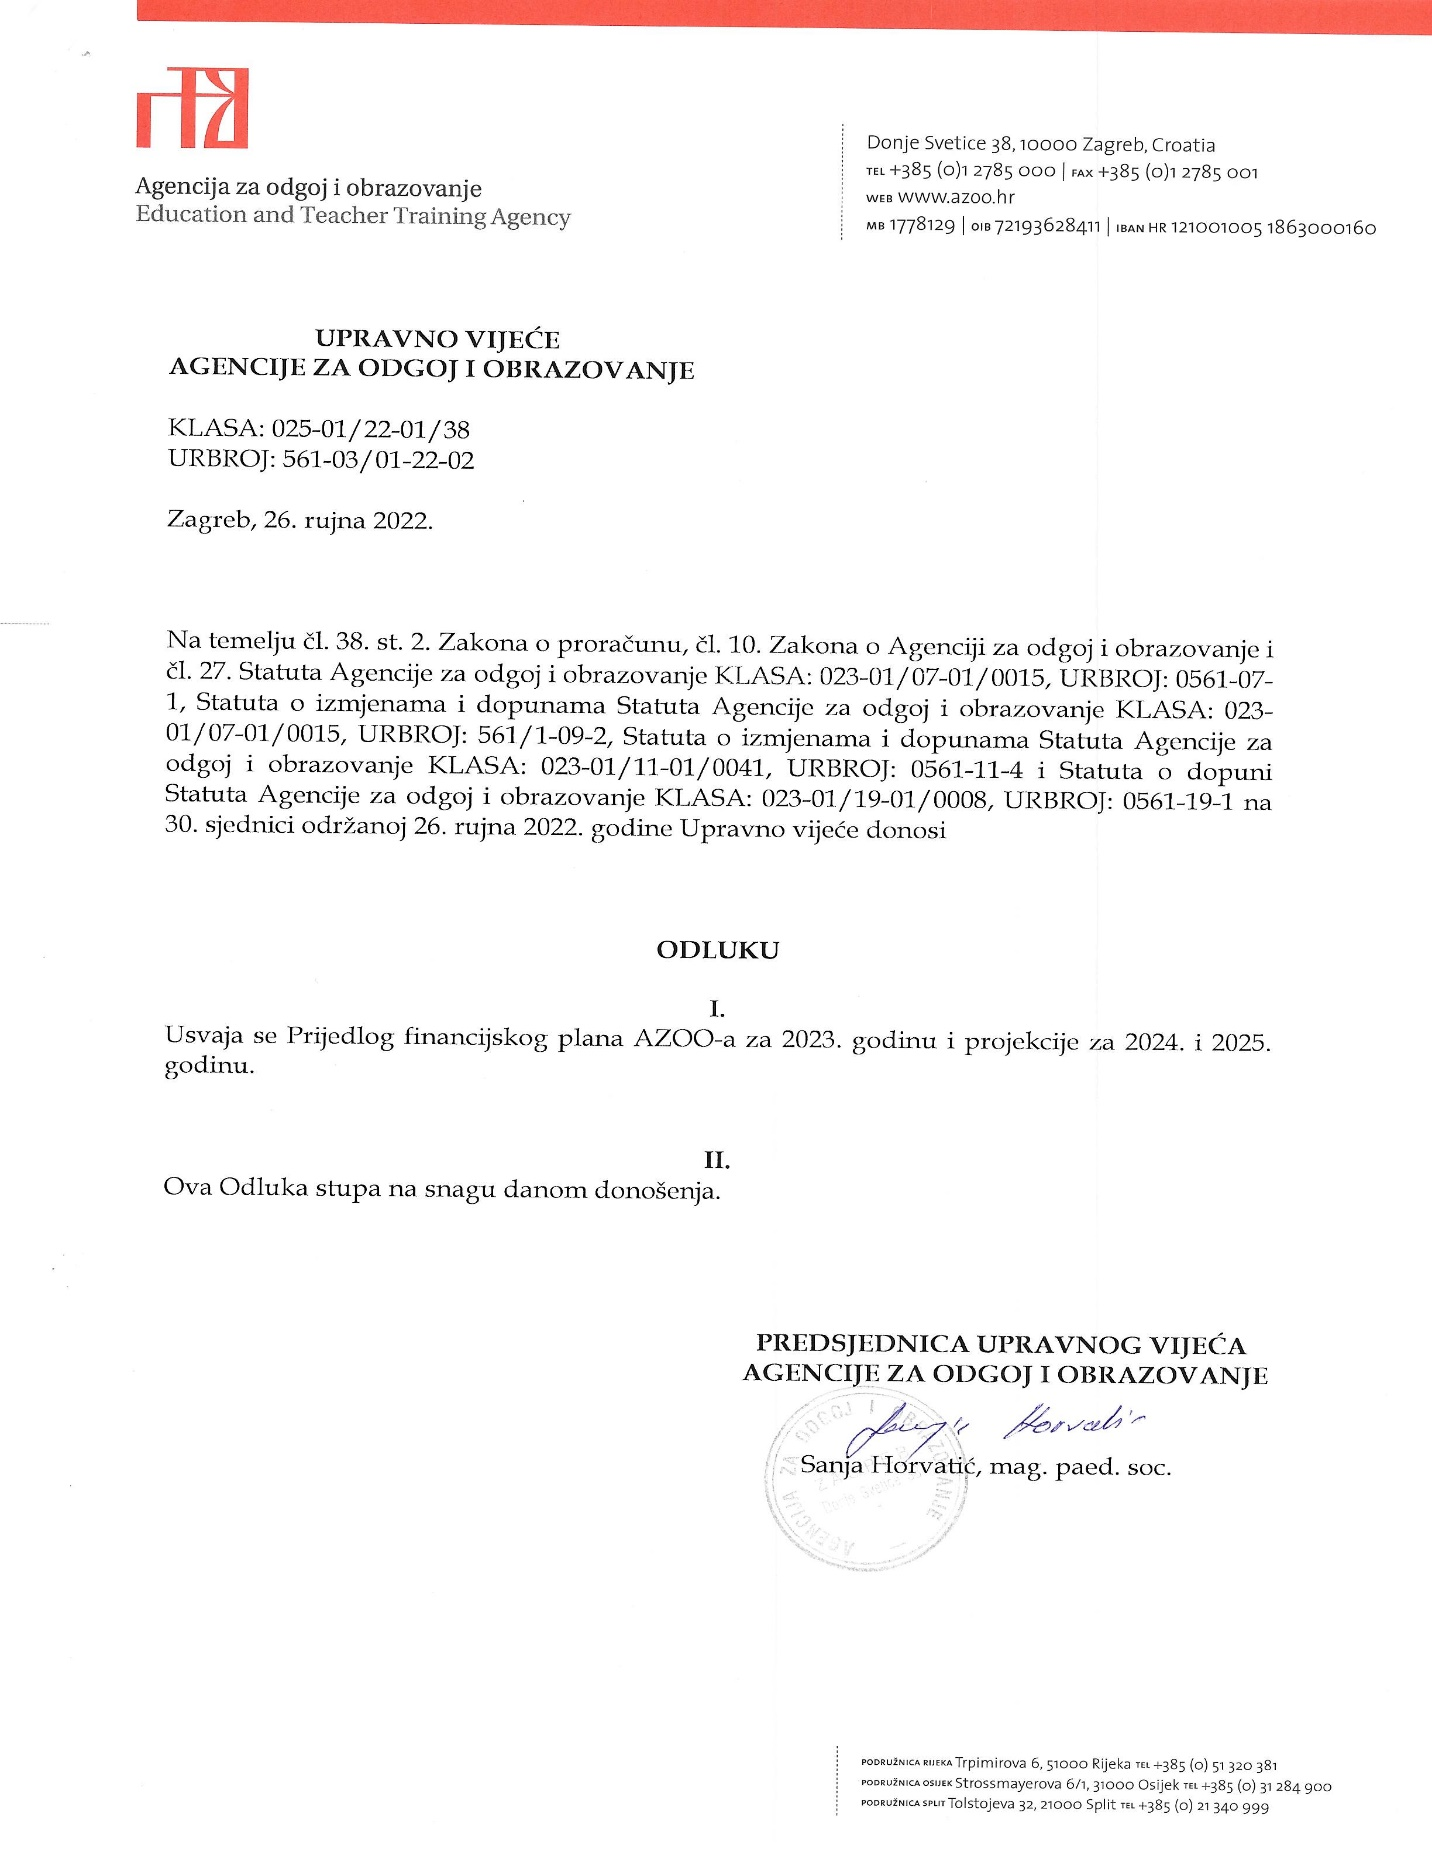 Agencija za odgoj i obrazovanje
Education and Teacher Training Agency
Donje Svetice 38, 10000 Zagreb, Croatia
TEL +385 (0)1 2785 000 | FAX +385 (0)1 2785 001
WEB www.azoo.hr
MB 1778129 | OIB 72193628411 | IBAN HR 121001005 1863000160
UPRAVNO VIJEĆE
AGENCIJE ZA ODGOJ I OBRAZOVANJE
KLASA: 025-01/22-01/38
URBROJ: 561-03/01-22-02
Zagreb, 26. rujna 2022.
Na temelju čl. 38. st. 2. Zakona o proračunu, čl. 10. Zakona o Agenciji za odgoj i obrazovanje i
čl. 27. Statuta Agencije za odgoj i obrazovanje KLASA: 023-01/07-01/0015, URBROJ: 0561-07-
1, Statuta o izmjenama i dopunama Statuta Agencije za odgoj i obrazovanje KLASA: 023-
01/07-01/0015, URBROJ: 561/1-09-2, Statuta o izmjenama i dopunama Statuta Agencije za
odgoj i obrazovanje KLASA: 023-01/11-01/0041, URBROJ: 0561-11-4 i Statuta o dopuni
Statuta Agencije za odgoj i obrazovanje KLASA: 023-01/19-01/0008, URBROJ: 0561-19-1 na
30. sjednici održanoj 26. rujna 2022. godine Upravno vijeće donosi
ODLUKU
I.
Usvaja se Prijedlog financijskog plana AZOO-a za 2023. godinu i projekcije za 2024. i 2025.
godinu.
II.
Ova Odluka stupa na snagu danom donošenja.
PREDSJEDNICA UPRAVNOG VIJEĆA
AGENCIJE ZA ODGOJ I OBRAZOVANJE
Sanja Horvatić, mag. paed. soc.
AGENCIJA ZA ODGOJ I OBRAZOVANJE
PODRUŽNICA RIJEKA Trpimirova 6, 51000 Rijeka TEL +385 (0) 51 320 381
PODRUŽNICA OSIJEK Strossmayerova 6/1, 31000 Osijek TEL +385 (0) 31 284 900
PODRUŽNICA SPLIT Tolstojeva 32, 21000 Split TEL +385 (0) 21 340 999